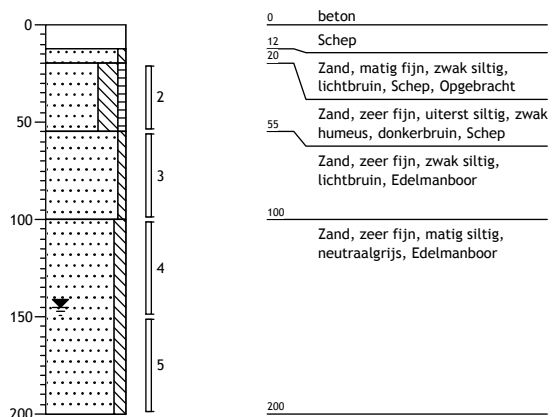 0
50
100
150
200
2
3
4
5
0
beton
12
Schep
20
Zand, matig fijn, zwak siltig,
lichtbruin, Schep, Opgebracht
Zand, zeer fijn, uiterst siltig, zwak
humeus, donkerbruin, Schep
55
Zand, zeer fijn, zwak siltig,
lichtbruin, Edelmanboor
100
Zand, zeer fijn, matig siltig,
neutraalgrijs, Edelmanboor
200